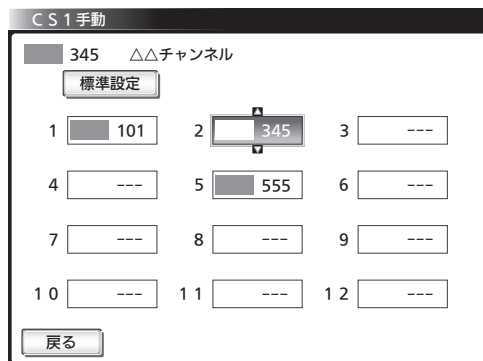 CS1手動
345 △△チャンネル
標準設定
1 101 2 345 3 ---
4 --- 5 555 6 ---
7 --- 8 --- 9 ---
10 --- 11 --- 12 ---
戻る